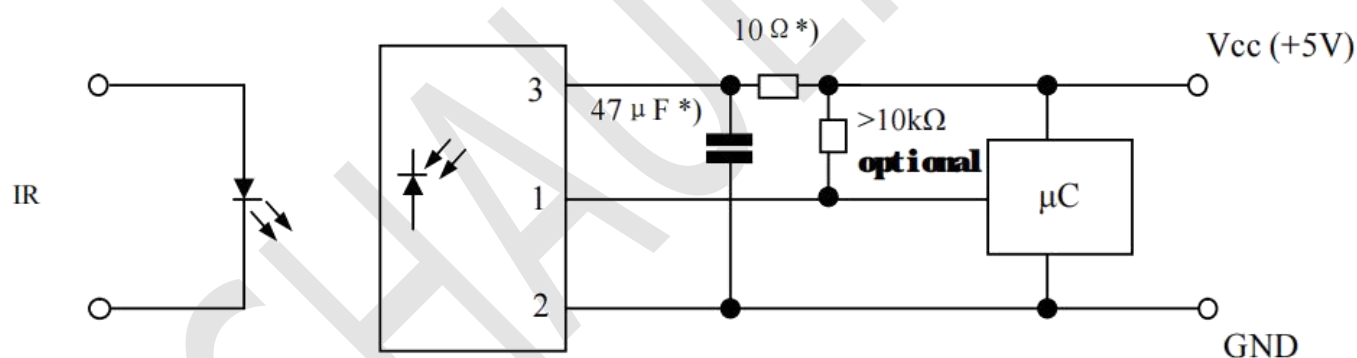 10 Ω *)
Vcc (+5V)
3
47 μ F *)
>10kΩ
optional
IR
1
μC
2
GND